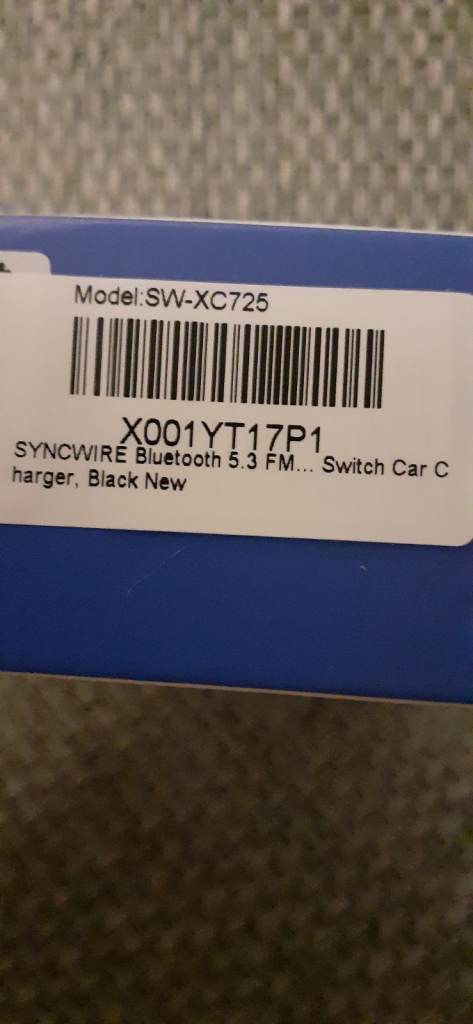 Model:SW-XC725
X001YT17P1
SYNCWIRE Bluetooth 5.3 FM... Switch Car C
harger, Black New